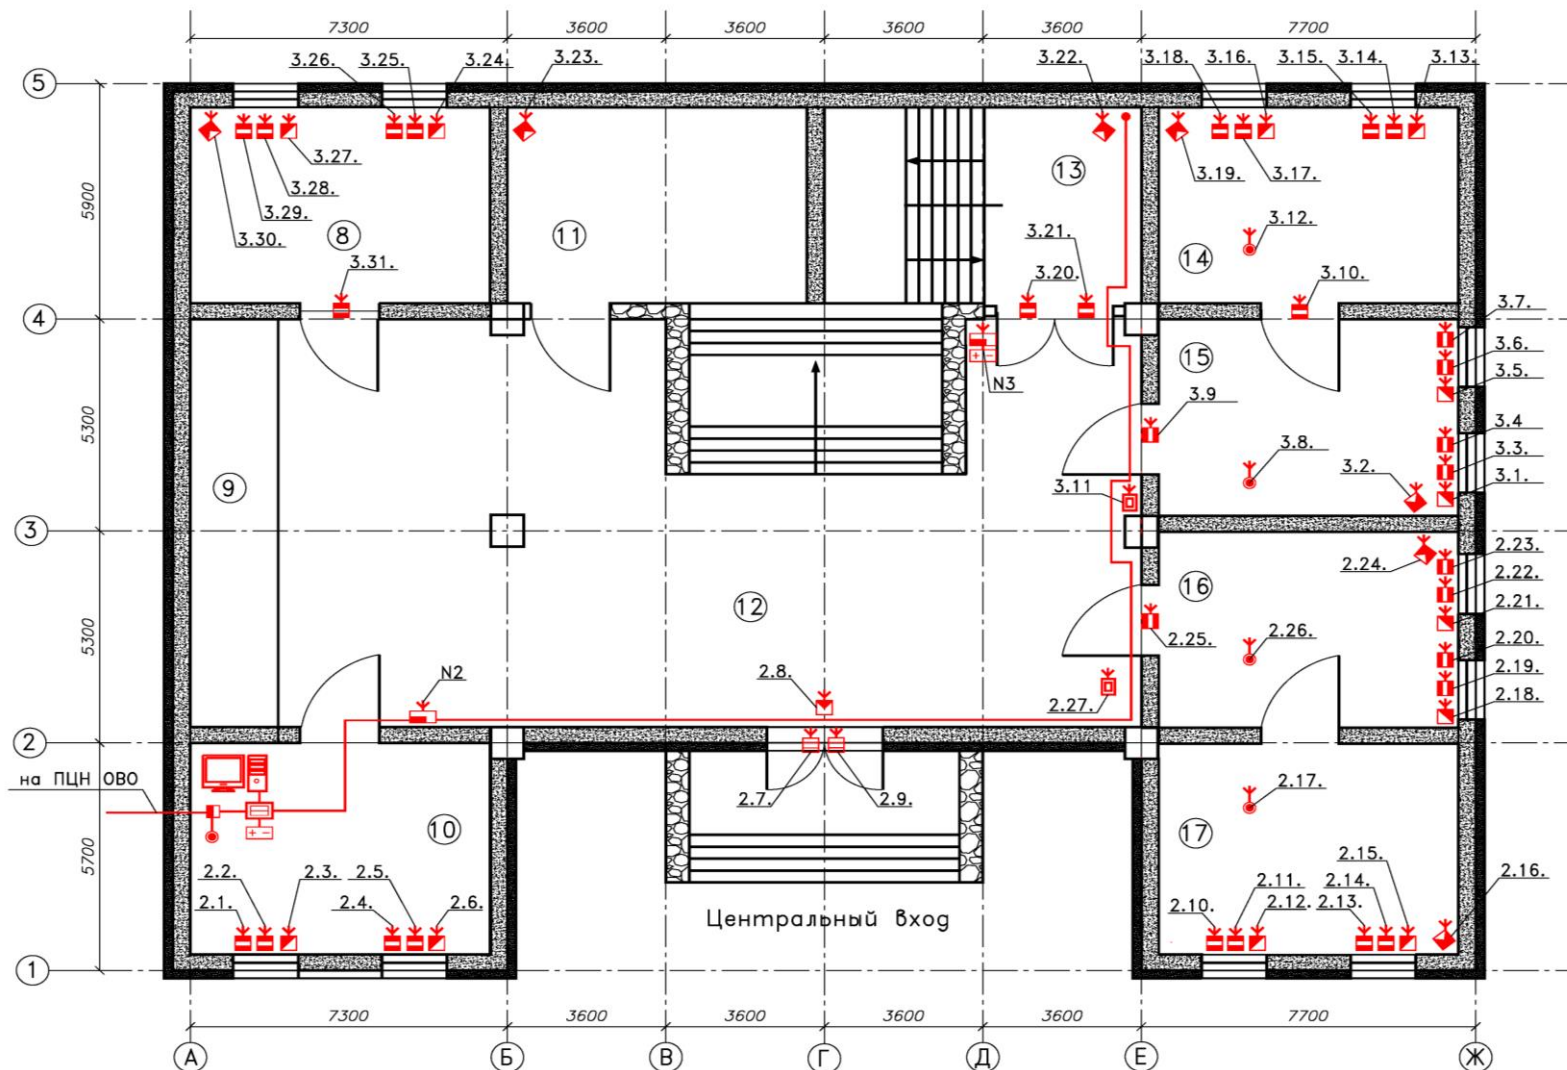 7300 3600 3600 3600 3600 7700
5
3.26. 3.25. 3.24. 3.23. 3.22. 3.18. 3.16. 3.15. 3.14. 3.13.
3.27. 13 3.19. 3.17.
3.28.
5900
3.29. 3.12.
3.30. 8 11 3.21. 14
3.31. 3.20. 3.10.
4 3.7.
15 3.6.
N3 3.5.
5300 3.9 3.4
3.8. 3.3.
9 3.11 3.2. 3.1.
3
2.24. 2.23.
16 2.22.
12 2.21.
5300 2.25. 2.26. 2.20.
N2 2.8. 2.19.
2.27. 2.18.
2
на ПЦН ОВО
2.7. 2.9. 2.17.
10 17
5700
2.2. 2.3. 2.5. 2.15. 2.16.
2.1. 2.4. 2.6. 2.11. 2.14.
2.10. 2.12. 2.13.
Центральный вход
1
7300 3600 3600 3600 3600 7700
А Б В Г Д Е Ж